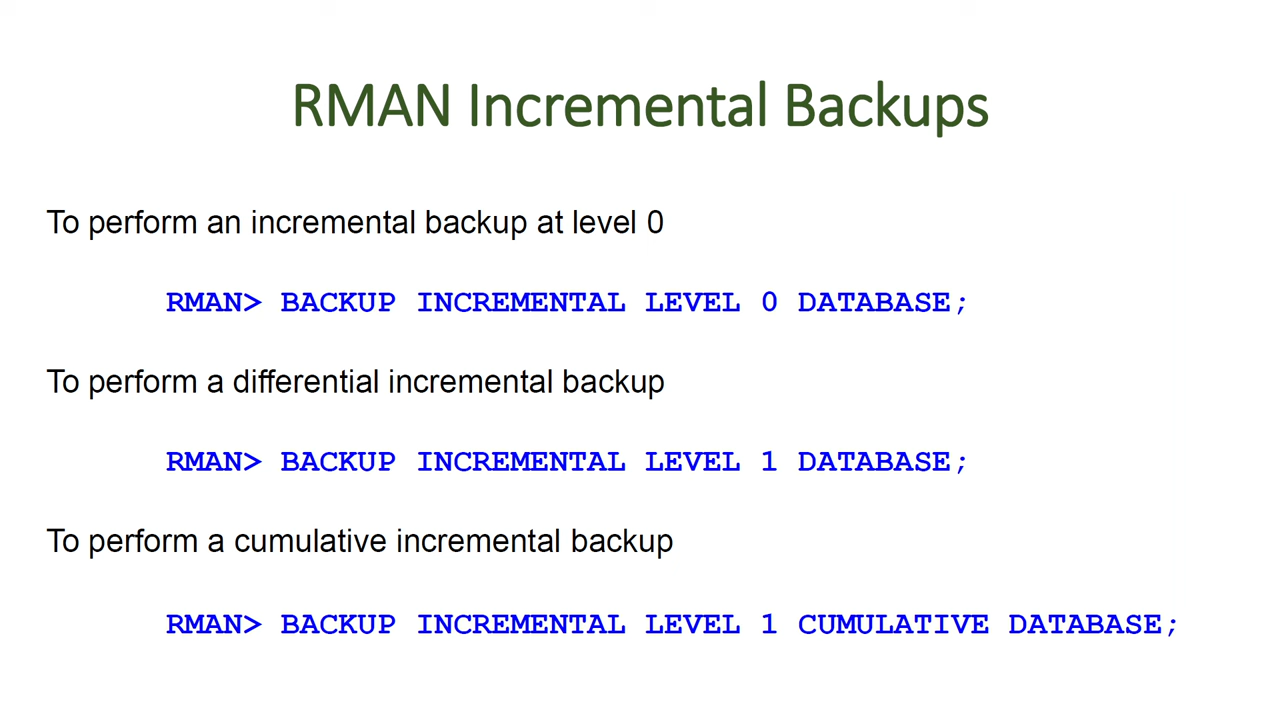 RMAN Incremental Backups
To perform an incremental backup at level 0
RMAN> BACKUP INCREMENTAL LEVEL 0 DATABASE;
To perform a differential incremental backup
RMAN> BACKUP INCREMENTAL LEVEL 1 DATABASE;
To perform a cumulative incremental backup
RMAN> BACKUP INCREMENTAL LEVEL 1 CUMULATIVE DATABASE;